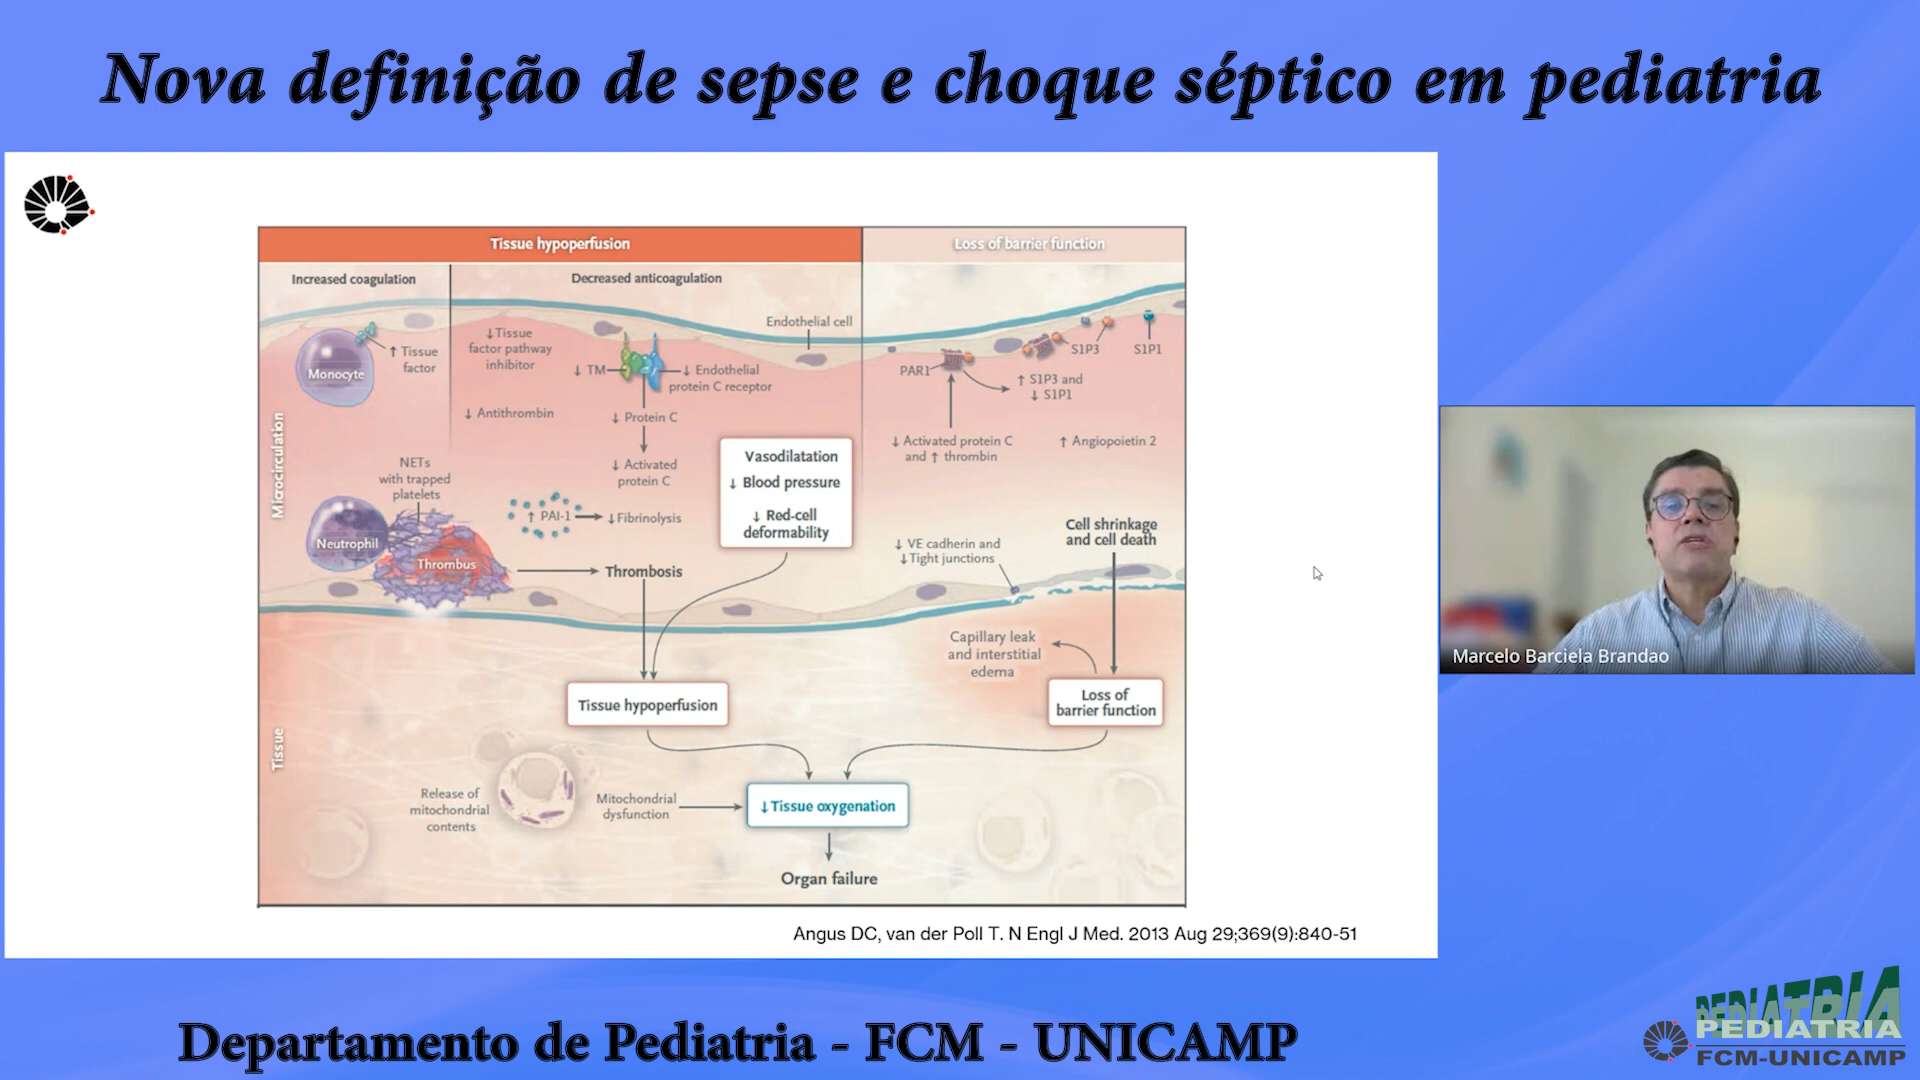 Nova definição de sepse e choque séptico em pediatria
Tissue hypoperfusion
Loss of barrier function
Increased coagulation
Decreased anticoagulation
Endothelial cell
Monocyte
↑ Tissue
factor
↓Tissue
factor pathway
inhibitor
↓ TM
↓ Endothelial
protein C receptor
↓ Antithrombin
↓ Protein C
↓ Activated
protein C
PAR1
S1P3
S1P1
↑ S1P3 and
↓ S1P1
↓ Activated protein C
and ↑ thrombin
↑ Angiopoietin 2
Microcirculation
NETs
with trapped
platelets
Neutrophil
Thrombus
↑ PAI-1
↓Fibrinolysis
Thrombosis
Vasodilatation
↓ Blood pressure
↓ Red-cell
deformability
↓ VE cadherin and
↓Tight junctions
Cell shrinkage
and cell death
Capillary leak
and interstitial
edema
Tissue hypoperfusion
Loss of
barrier function
Tissue
Release of
mitochondrial
contents
Mitochondrial
dysfunction
↓Tissue oxygenation
Organ failure
Angus DC, van der Poll T. N Engl J Med. 2013 Aug 29;369(9):840-51
Marcelo Barciela Brandao
Departamento de Pediatria - FCM - UNICAMP
PEDIATRIA
PEDIATRIA
FCM-UNICAMP